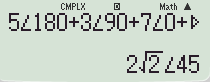 CMPLX D Math ▲
5∠180+3∠90+7∠0+▷
2√2∠45